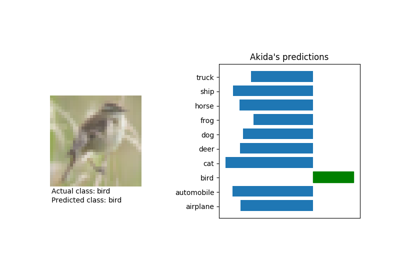 Akida's predictions
truck
ship
horse
frog
dog
deer
cat
bird
automobile
airplane
Actual class: bird
Predicted class: bird